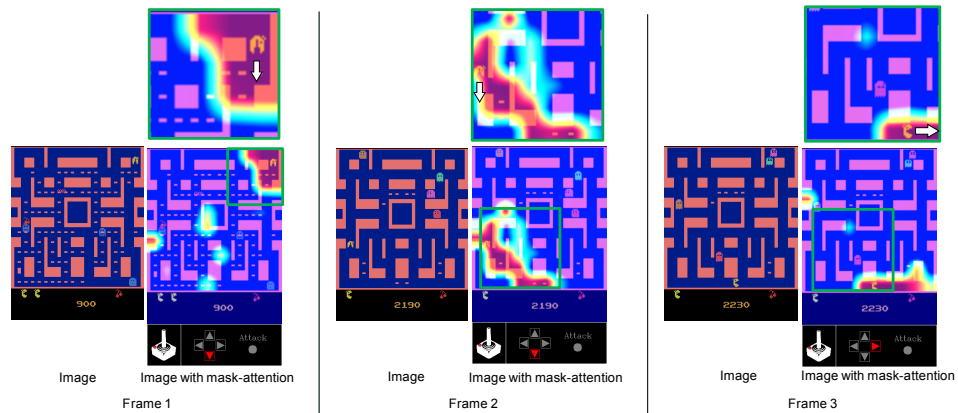 900
900
Attack
Image
Image with mask-attention
Frame 1
2190
2190
Attack
Image
Image with mask-attention
Frame 2
2230
2230
Attack
Image
Image with mask-attention
Frame 3